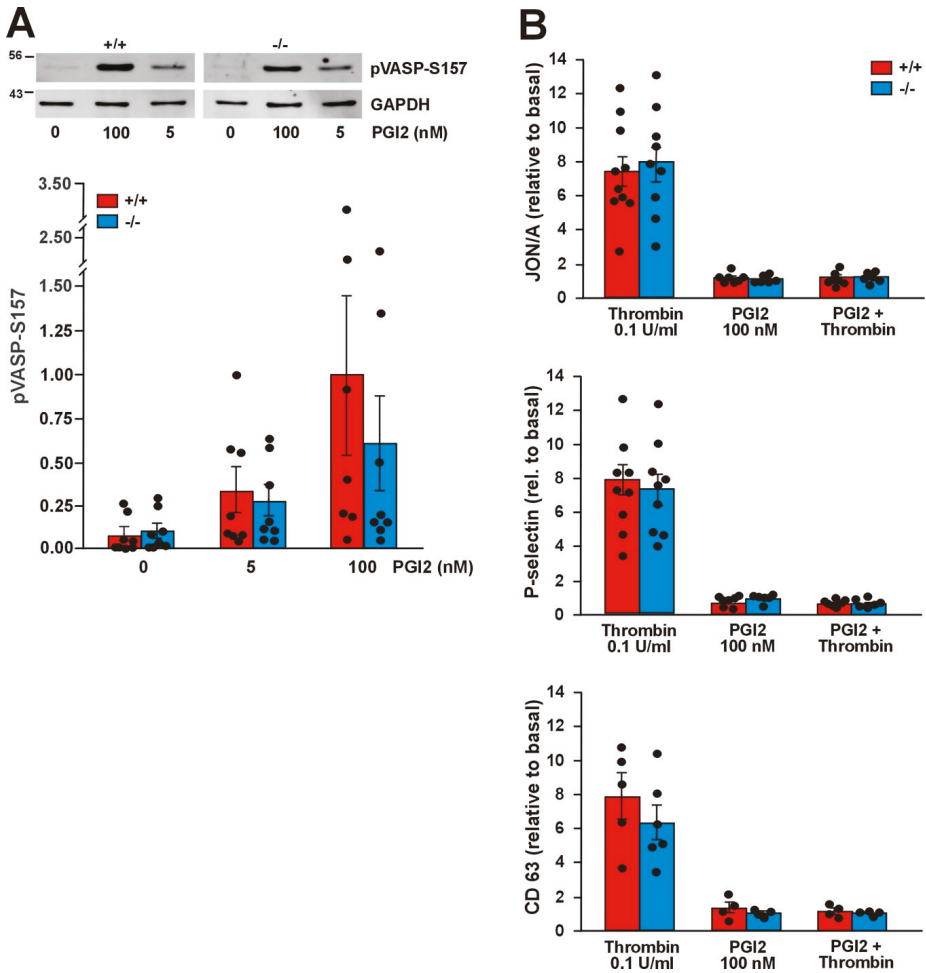 A
+/+
-/-
56
pVASP-S157
43
GAPDH
0 100 5 0 100 5 PGI2 (nM)
3.50
+/+
-/-
2.50
1.50
1.25
1.00
0.75
0.50
0.25
0.00
pVASP-S157
0 5 100 PGI2 (nM)
B
+/+
-/-
14
12
10
8
6
4
2
0
JON/A (relative to basal)
Thrombin PGI2 PGI2 +
0.1 U/ml 100 nM Thrombin
14
12
10
8
6
4
2
0
P-selectin (rel. to basal)
Thrombin PGI2 PGI2 +
0.1 U/ml 100 nM Thrombin
14
12
10
8
6
4
2
0
CD 63 (relative to basal)
Thrombin PGI2 PGI2 +
0.1 U/ml 100 nM Thrombin